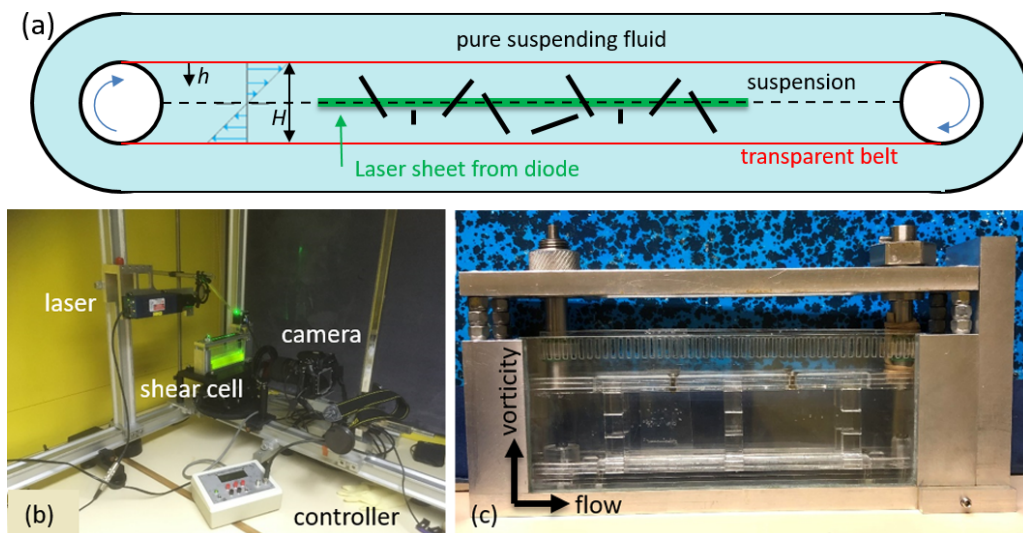 (a)
pure suspending fluid
h
suspension
H
Laser sheet from diode
transparent belt
laser
camera
shear cell
controller
(b)
vorticity
flow
(c)